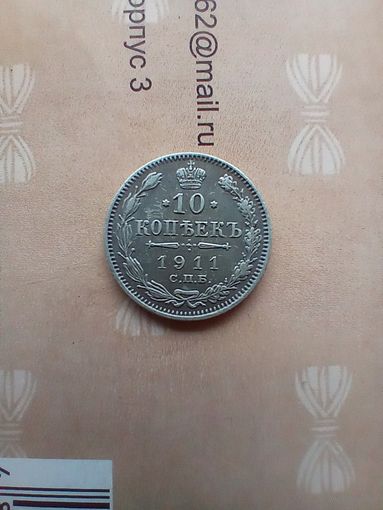 62@mail.ru
орпус 3
10
КОПѢЕКЪ
1911
С.П.Б.